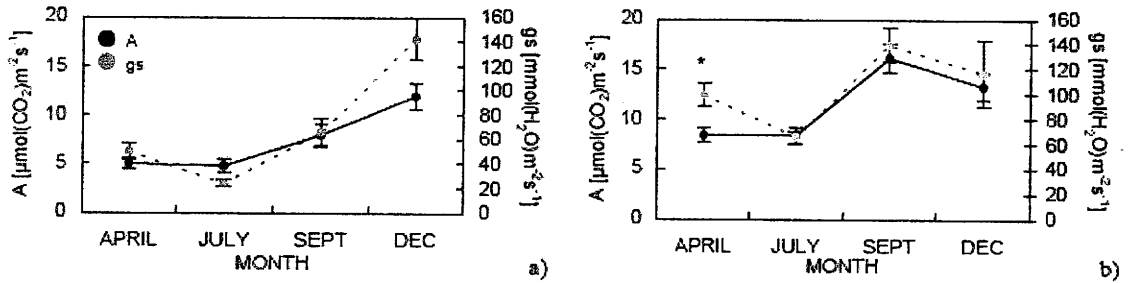 A [µmol(CO₂)m⁻²s⁻¹]
20
15
10
5
0
A
gs
160
140
120
100
80
60
40
20
0
gs [mmol(H₂O)m⁻²s⁻¹]
APRIL JULY SEPT DEC
MONTH
a)
A [µmol(CO₂)m⁻²s⁻¹]
20
15
10
5
0
*
160
140
120
100
80
60
40
20
0
gs [mmol(H₂O)m⁻²s⁻¹]
APRIL JULY SEPT DEC
MONTH
b)